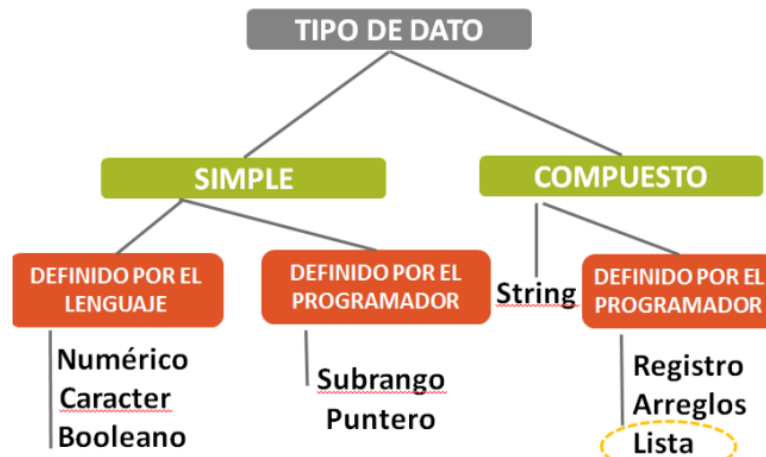 TIPO DE DATO
SIMPLE
COMPUESTO
DEFINIDO POR EL
LENGUAJE
DEFINIDO POR EL
PROGRAMADOR
String
DEFINIDO POR EL
PROGRAMADOR
Numérico
Caracter
Booleano
Subrango
Puntero
Registro
Arreglos
Lista